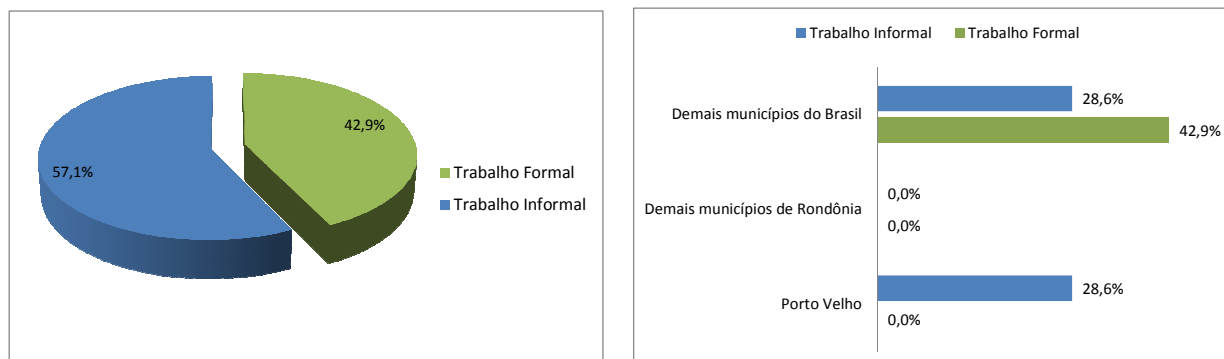 42,9%
57,1%
Trabalho Formal
Trabalho Informal
Trabalho Informal Trabalho Formal
Demais municípios do Brasil
28,6%
42,9%
Demais municípios de Rondônia
0,0%
0,0%
Porto Velho
28,6%
0,0%